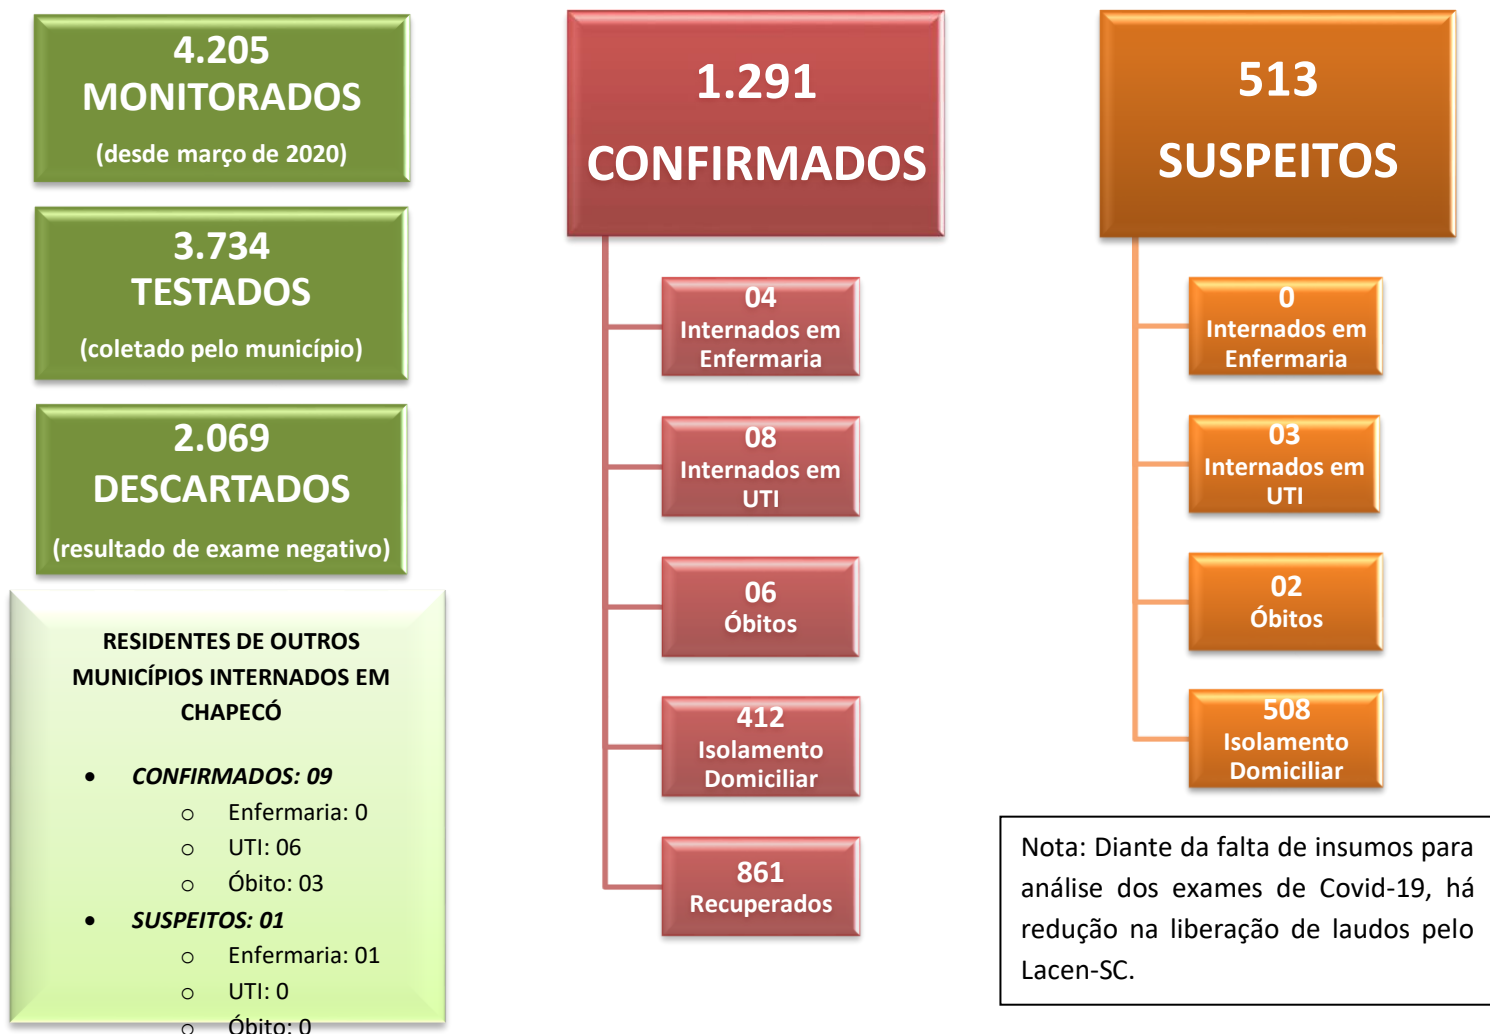 4.205
MONITORADOS
(desde março de 2020)
3.734
TESTADOS
(coletado pelo município)
2.069
DESCARTADOS
(resultado de exame negativo)
RESIDENTES DE OUTROS
MUNICÍPIOS INTERNADOS EM
CHAPECÓ
• CONFIRMADOS: 09
o Enfermaria: 0
o UTI: 06
o Óbito: 03
• SUSPEITOS: 01
o Enfermaria: 01
o UTI: 0
o Óbito: 0
1.291
CONFIRMADOS
04
Internados em
Enfermaria
08
Internados em
UTI
06
Óbitos
412
Isolamento
Domiciliar
861
Recuperados
513
SUSPEITOS
0
Internados em
Enfermaria
03
Internados em
UTI
02
Óbitos
508
Isolamento
Domiciliar
Nota: Diante da falta de insumos para
análise dos exames de Covid-19, há
redução na liberação de laudos pelo
Lacen-SC.